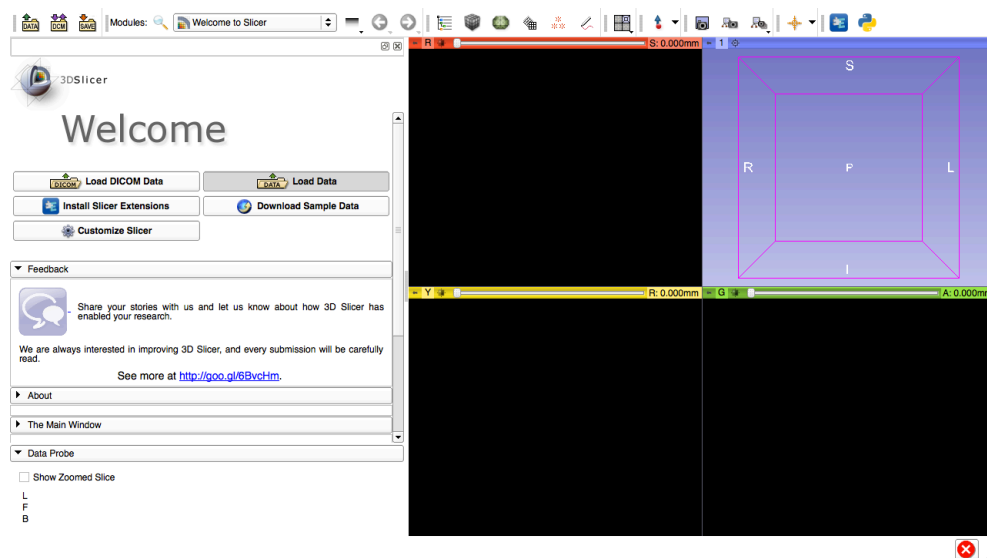 DATA DCM SAVE Modules: Welcome to Slicer
R S: 0.000mm 1
3DSlicer
Welcome
DICOM Load DICOM Data DATA Load Data
Install Slicer Extensions Download Sample Data
Customize Slicer
Feedback
Share your stories with us and let us know about how 3D Slicer has
enabled your research.
We are always interested in improving 3D Slicer, and every submission will be carefully
read.
See more at http://goo.gl/6BvcHm.
About
The Main Window
Data Probe
Show Zoomed Slice
L
F
B
S
R P L
I
Y R: 0.000mm G A: 0.000mm